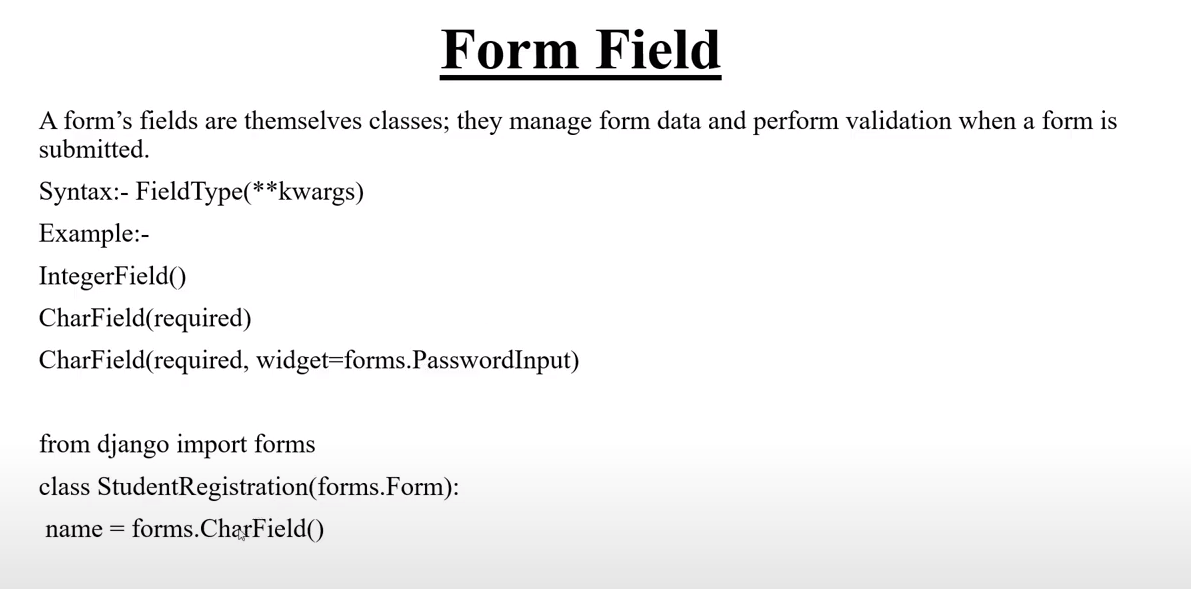 Form Field
A form’s fields are themselves classes; they manage form data and perform validation when a form is
submitted.
Syntax:- FieldType(**kwargs)
Example:-
IntegerField()
CharField(required)
CharField(required, widget=forms.PasswordInput)
from django import forms
class StudentRegistration(forms.Form):
name = forms.CharField()